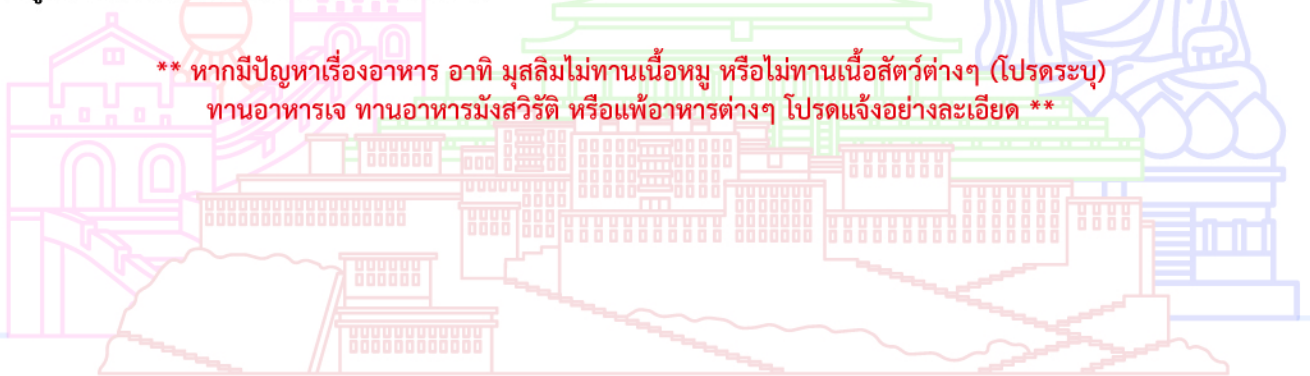 ** หากมีปัญหาเรื่องอาหาร อาทิ มุสลิมไม่ทานเนื้อหมู หรือไม่ทานเนื้อสัตว์ต่างๆ (โปรดระบุ)
ทานอาหารเจ ทานอาหารมังสวิรัติ หรือแพ้อาหารต่างๆ โปรดแจ้งอย่างละเอียด **